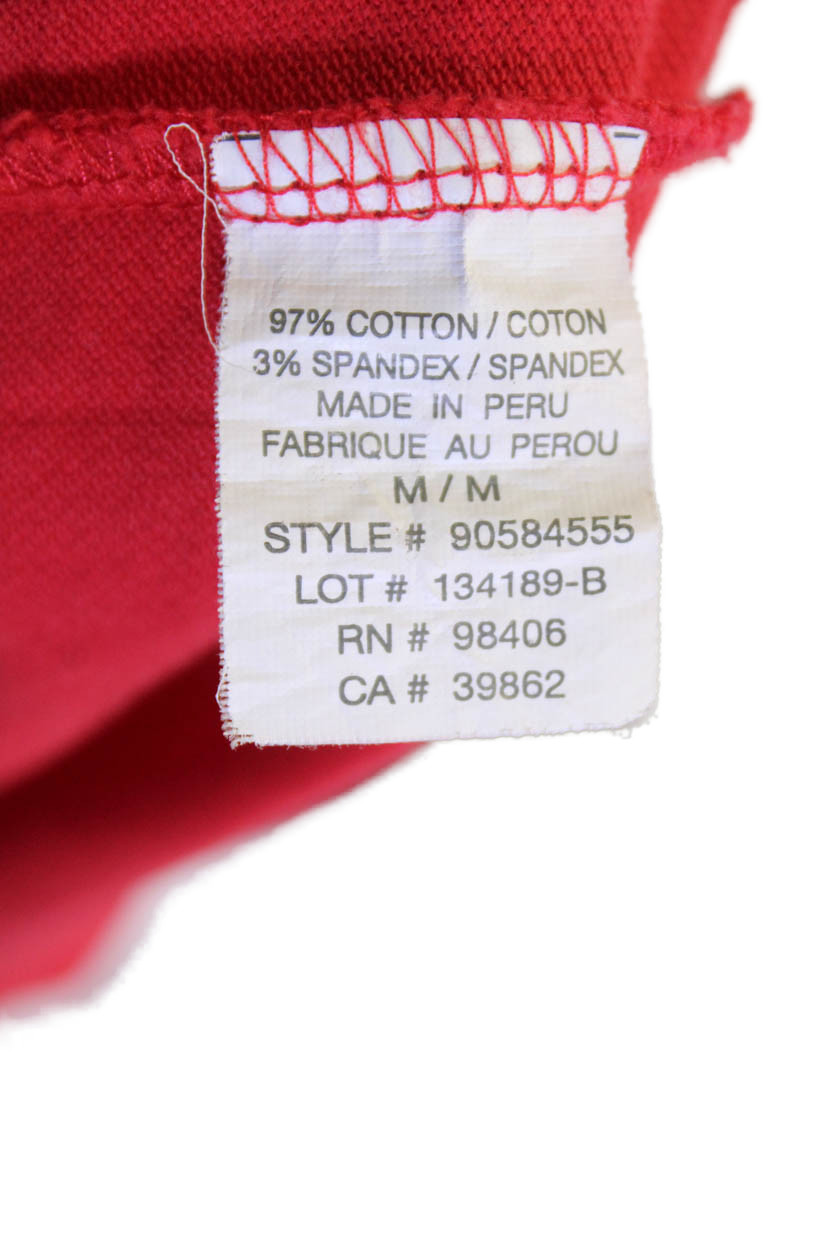 97% COTTON / COTON
3% SPANDEX / SPANDEX
MADE IN PERU
FABRIQUE AU PEROU
M / M
STYLE # 90584555
LOT # 134189-B
RN # 98406
CA # 39862